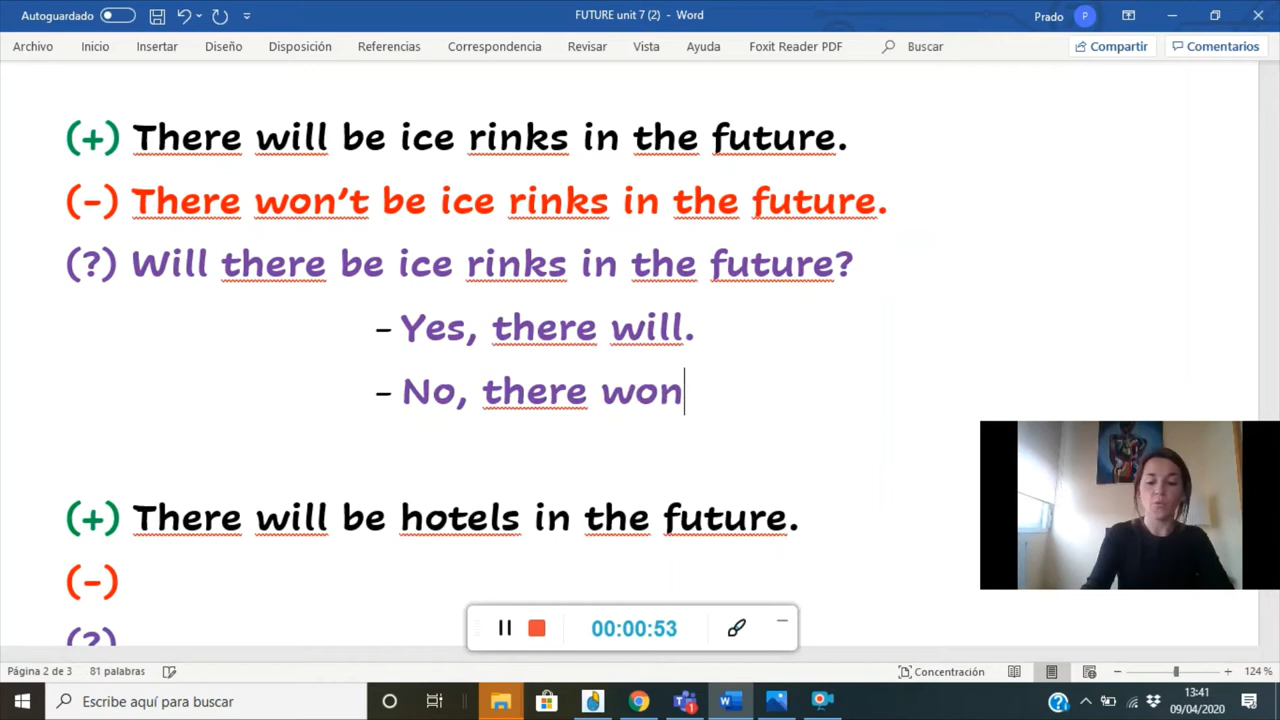 Autoguardado
FUTURE unit 7 (2) - Word
Prado P
Archivo Inicio Insertar Diseño Disposición Referencias Correspondencia Revisar Vista Ayuda Foxit Reader PDF Buscar Compartir Comentarios
(+) There will be ice rinks in the future.
(-) There won't be ice rinks in the future.
(?) Will there be ice rinks in the future?
- Yes, there will.
- No, there won
(+) There will be hotels in the future.
(-)
(?)
00:00:53
Página 2 de 3 81 palabras Concentración - + 124 %
Escribe aquí para buscar
13:41
09/04/2020